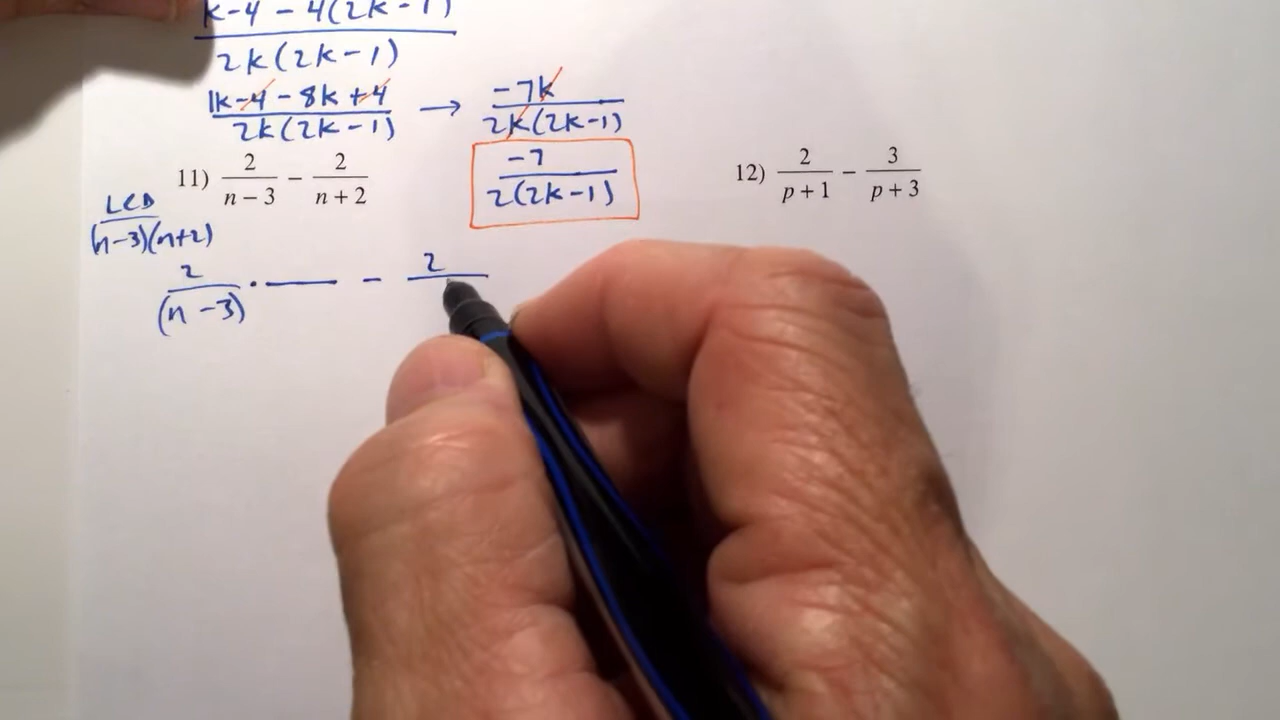 k-4 - 4(2k-1)
2k(2k-1)
1k-4 - 8k +4 → -7k
2k(2k-1) 2k(2k-1)
11) 2/(n − 3) − 2/(n + 2)
-7
2(2k-1)
12) 2/(p + 1) − 3/(p + 3)
LCD
(n-3)(n+2)
2 · — - 2
(n-3)